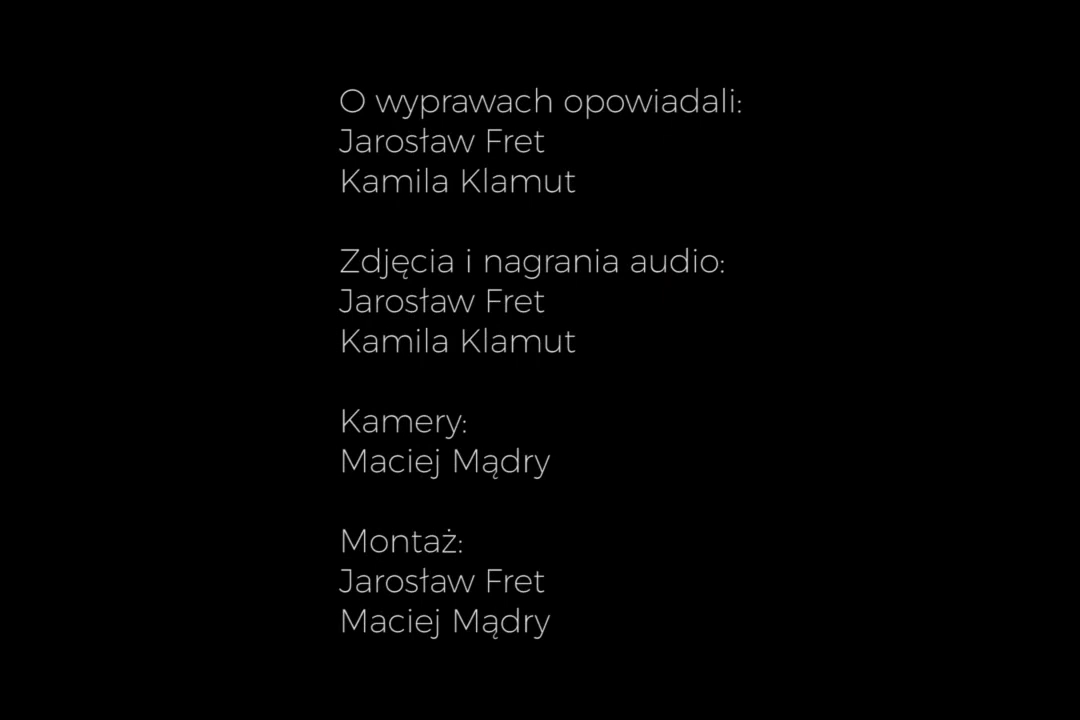 O wyprawach opowiadali:
Jarosław Fret
Kamila Klamut
Zdjęcia i nagrania audio:
Jarosław Fret
Kamila Klamut
Kamery:
Maciej Mądry
Montaż:
Jarosław Fret
Maciej Mądry